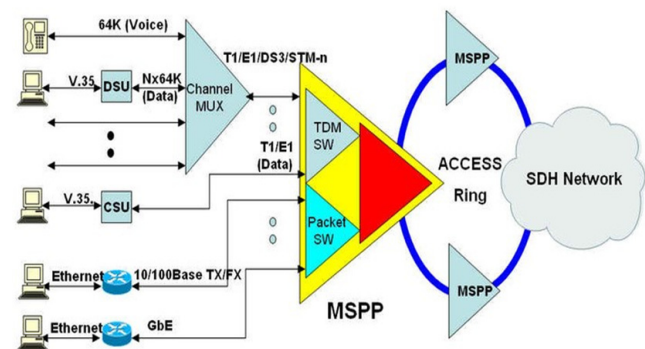 64K (Voice)
T1/E1/DS3/STM-n
MSPP
V.35
DSU
Nx64K
(Data)
Channel
MUX
TDM
SW
T1/E1
(Data)
ACCESS
Ring
SDH Network
V.35.
CSU
Packet
SW
Ethernet
10/100Base TX/FX
MSPP
MSPP
Ethernet
GbE